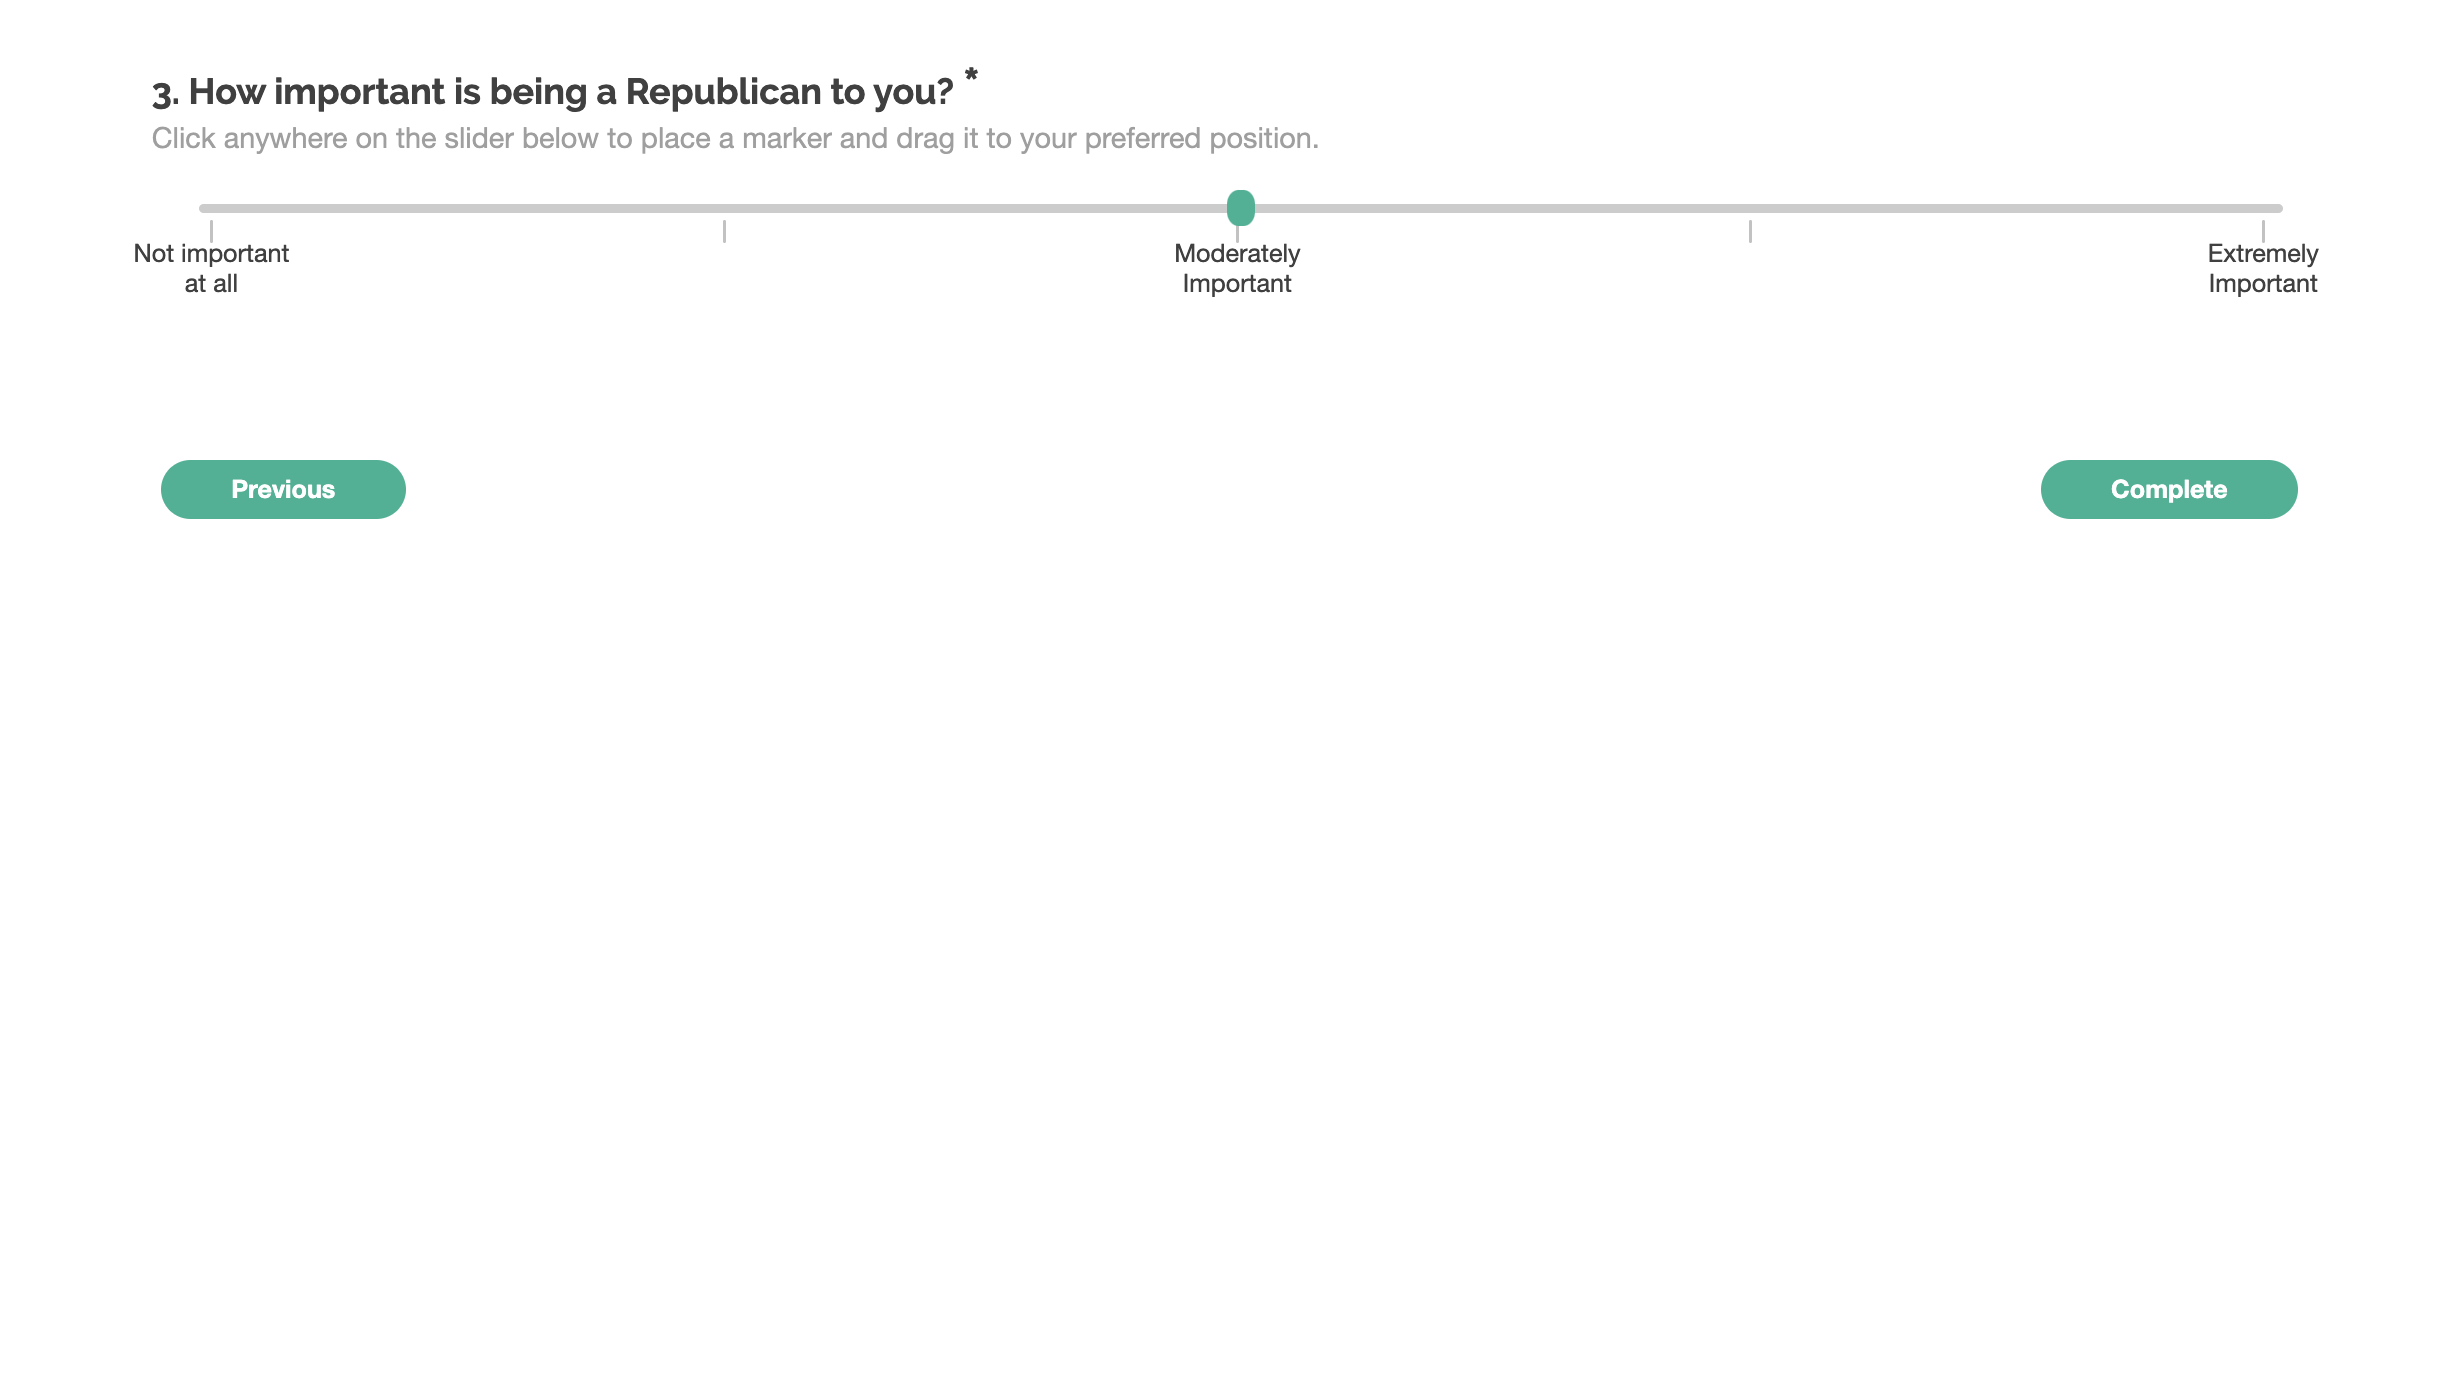 3. How important is being a Republican to you? *
Click anywhere on the slider below to place a marker and drag it to your preferred position.
Not important
at all
Moderately
Important
Extremely
Important
Previous
Complete